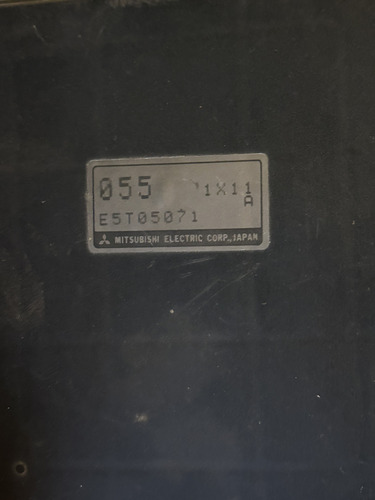 055 1X11
A
E5T05071
MITSUBISHI ELECTRIC CORP., JAPAN